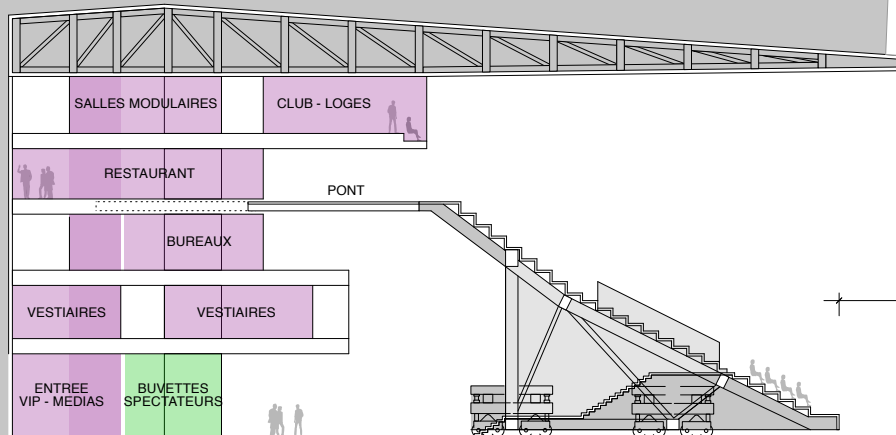 SALLES MODULAIRES
CLUB - LOGES
RESTAURANT
PONT
BUREAUX
VESTIAIRES
VESTIAIRES
ENTREE
VIP - MEDIAS
BUVETTES
SPECTATEURS